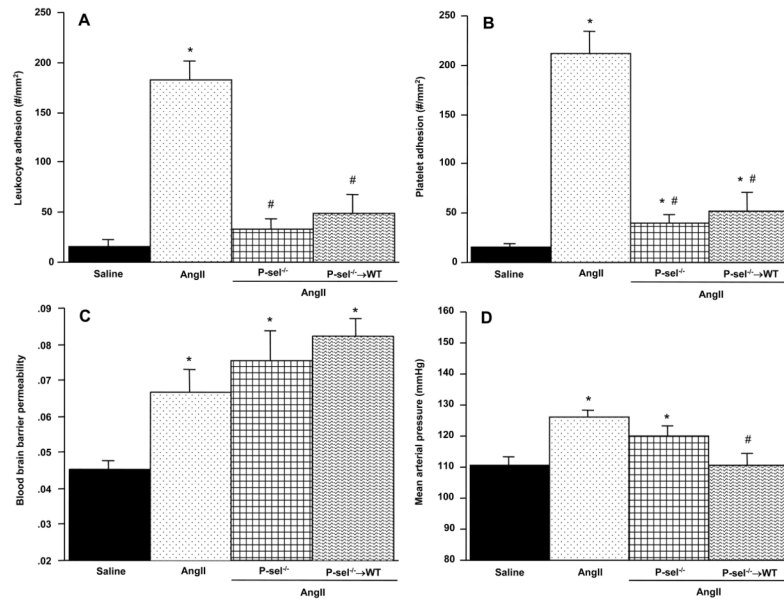 A
Leukocyte adhesion (#/mm²)
250
200
150
100
50
0
*
#
#
Saline
AngII
P-sel⁻/⁻
P-sel⁻/⁻→WT
AngII
B
Platelet adhesion (#/mm²)
250
200
150
100
50
0
*
* #
* #
Saline
AngII
P-sel⁻/⁻
P-sel⁻/⁻→WT
AngII
C
Blood brain barrier permeability
.09
.08
.07
.06
.05
.04
.03
.02
*
*
*
Saline
AngII
P-sel⁻/⁻
P-sel⁻/⁻→WT
AngII
D
Mean arterial pressure (mmHg)
160
150
140
130
120
110
100
90
80
*
*
#
Saline
AngII
P-sel⁻/⁻
P-sel⁻/⁻→WT
AngII